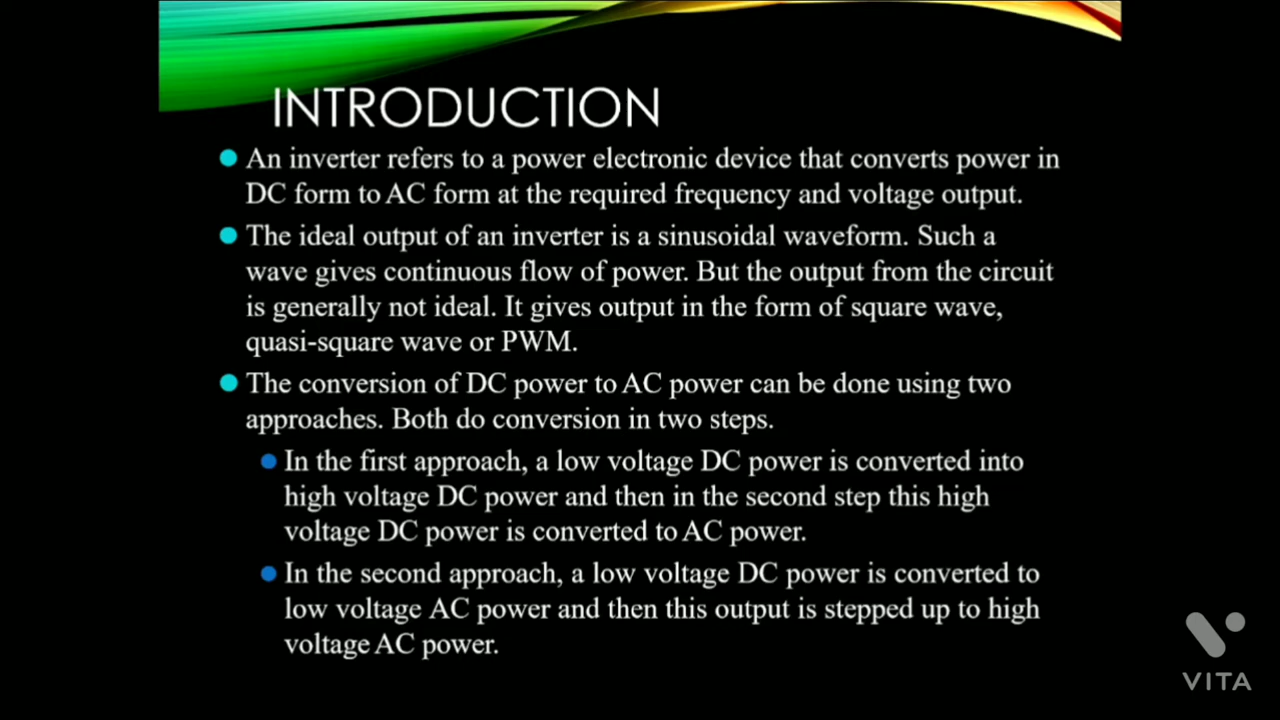 INTRODUCTION
An inverter refers to a power electronic device that converts power in
DC form to AC form at the required frequency and voltage output.
The ideal output of an inverter is a sinusoidal waveform. Such a
wave gives continuous flow of power. But the output from the circuit
is generally not ideal. It gives output in the form of square wave,
quasi-square wave or PWM.
The conversion of DC power to AC power can be done using two
approaches. Both do conversion in two steps.
In the first approach, a low voltage DC power is converted into
high voltage DC power and then in the second step this high
voltage DC power is converted to AC power.
In the second approach, a low voltage DC power is converted to
low voltage AC power and then this output is stepped up to high
voltage AC power.
VITA